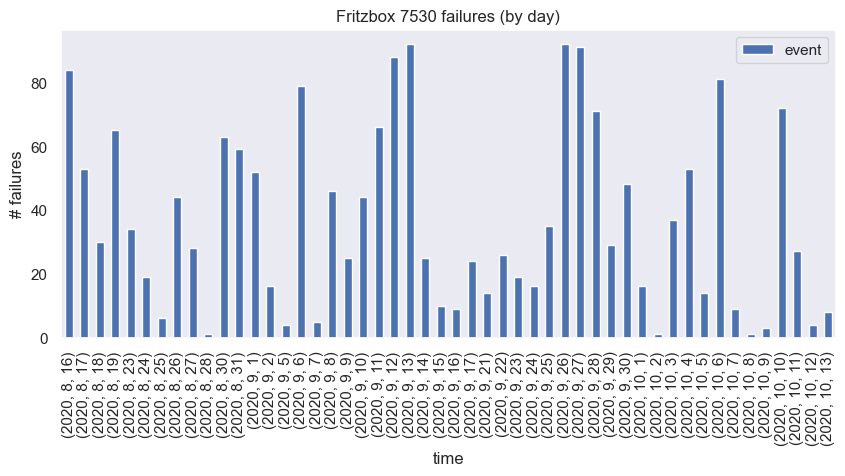 Fritzbox 7530 failures (by day)
event
# failures
80
60
40
20
0
(2020, 8, 16)
(2020, 8, 17)
(2020, 8, 18)
(2020, 8, 19)
(2020, 8, 23)
(2020, 8, 24)
(2020, 8, 25)
(2020, 8, 26)
(2020, 8, 27)
(2020, 8, 28)
(2020, 8, 30)
(2020, 8, 31)
(2020, 9, 1)
(2020, 9, 2)
(2020, 9, 5)
(2020, 9, 6)
(2020, 9, 7)
(2020, 9, 8)
(2020, 9, 9)
(2020, 9, 10)
(2020, 9, 11)
(2020, 9, 12)
(2020, 9, 13)
(2020, 9, 14)
(2020, 9, 15)
(2020, 9, 16)
(2020, 9, 17)
(2020, 9, 21)
(2020, 9, 22)
(2020, 9, 23)
(2020, 9, 24)
(2020, 9, 25)
(2020, 9, 26)
(2020, 9, 27)
(2020, 9, 28)
(2020, 9, 29)
(2020, 9, 30)
(2020, 10, 1)
(2020, 10, 2)
(2020, 10, 3)
(2020, 10, 4)
(2020, 10, 5)
(2020, 10, 6)
(2020, 10, 7)
(2020, 10, 8)
(2020, 10, 9)
(2020, 10, 10)
(2020, 10, 11)
(2020, 10, 12)
(2020, 10, 13)
time